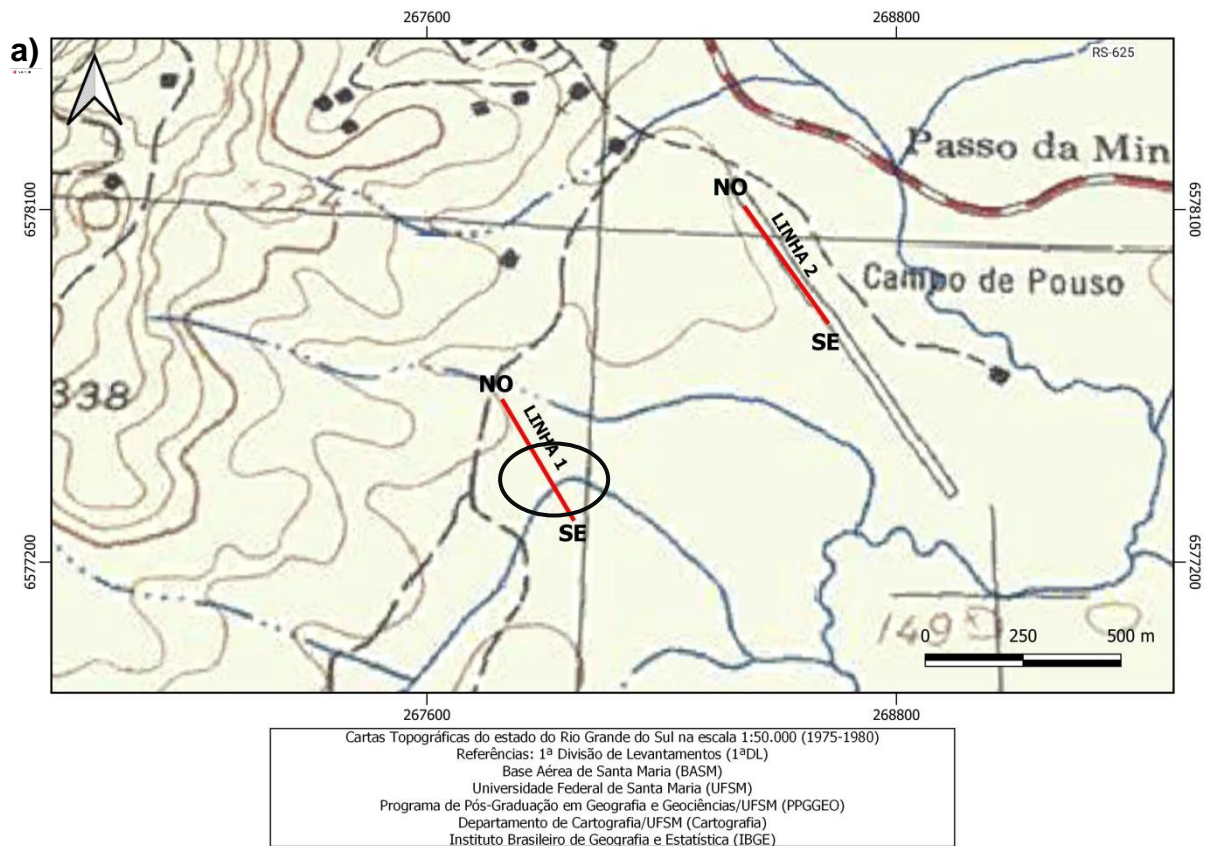 267600
268800
a)
RS-625
Passo da Min
NO
6578100
6578100
LINHA 2
Campo de Pouso
SE
NO
338
LINHA 1
SE
6577200
6577200
149
0 250 500 m
267600
268800
Cartas Topográficas do estado do Rio Grande do Sul na escala 1:50.000 (1975-1980)
Referências: 1ª Divisão de Levantamentos (1ªDL)
Base Aérea de Santa Maria (BASM)
Universidade Federal de Santa Maria (UFSM)
Programa de Pós-Graduação em Geografia e Geociências/UFSM (PPGGEO)
Departamento de Cartografia/UFSM (Cartografia)
Instituto Brasileiro de Geografia e Estatística (IBGE)